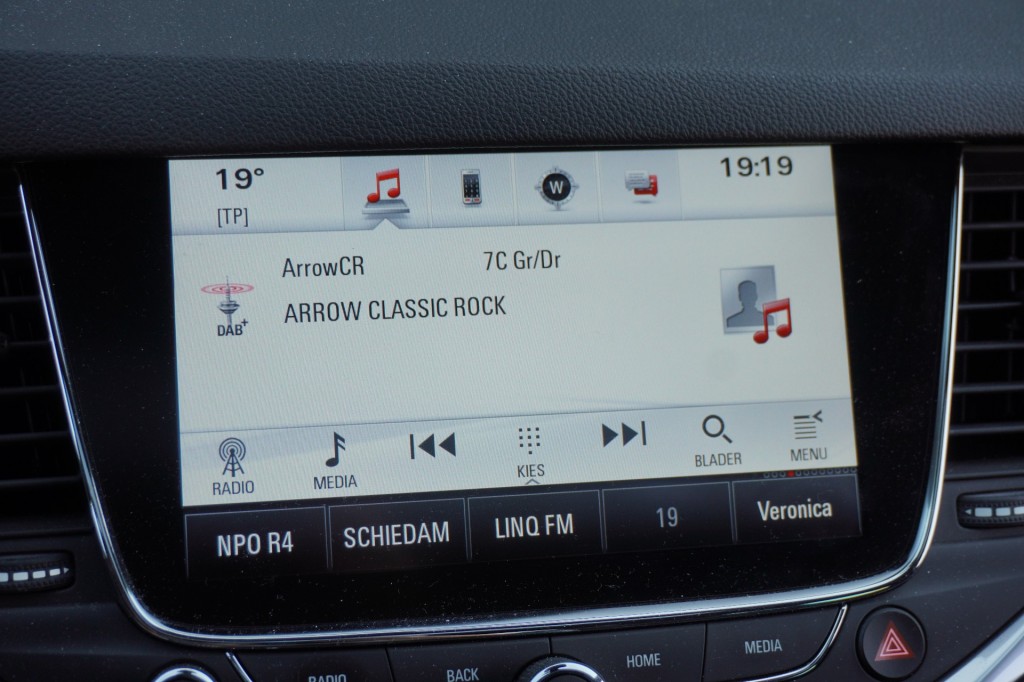 19°
19:19
[TP]
W
ArrowCR 7C Gr/Dr
ARROW CLASSIC ROCK
DAB+
RADIO MEDIA KIES BLADER MENU
NPO R4 SCHIEDAM LINQ FM 19 Veronica
RADIO BACK HOME MEDIA